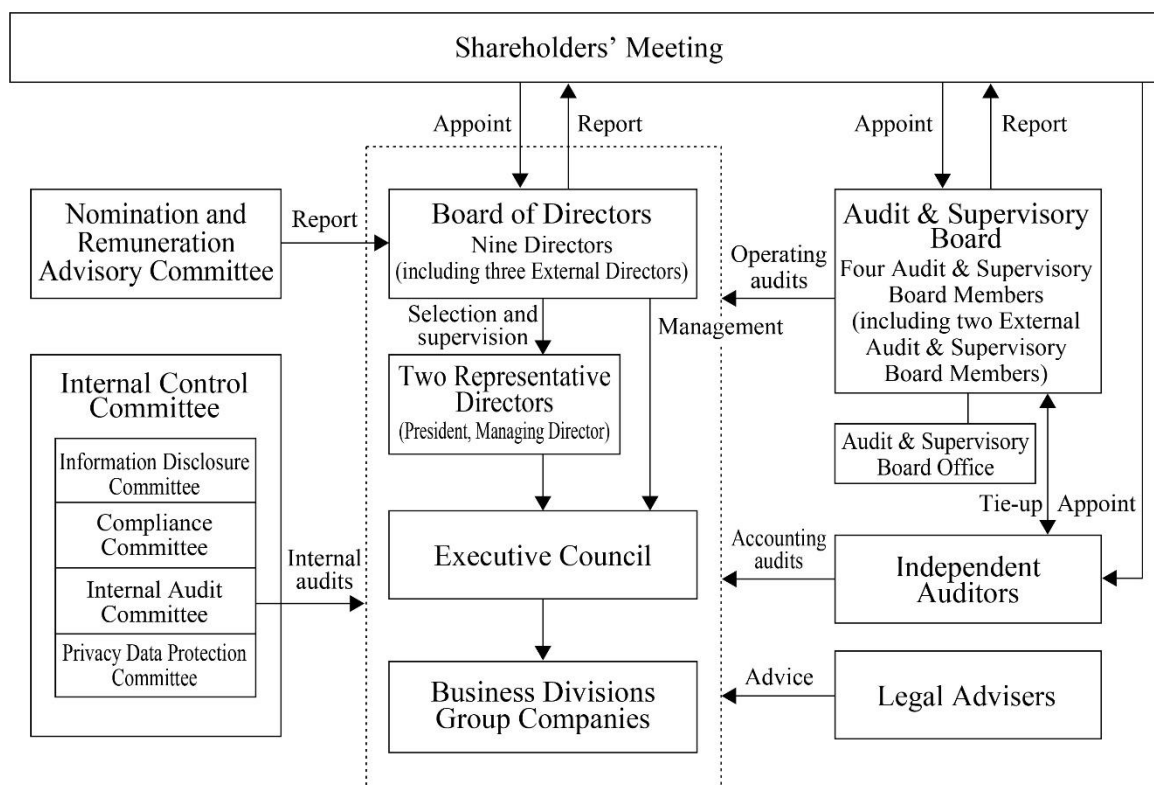 Shareholders’ Meeting
Appoint
Report
Appoint
Report
Nomination and
Remuneration
Advisory Committee
Report
Board of Directors
Nine Directors
(including three External Directors)
Operating
audits
Audit & Supervisory
Board
Four Audit & Supervisory
Board Members
(including two External
Audit & Supervisory
Board Members)
Selection and
supervision
Management
Internal Control
Committee
Two Representative
Directors
(President, Managing Director)
Audit & Supervisory
Board Office
Information Disclosure
Committee
Compliance
Committee
Internal Audit
Committee
Privacy Data Protection
Committee
Internal
audits
Executive Council
Accounting
audits
Tie-up
Appoint
Independent
Auditors
Business Divisions
Group Companies
Advice
Legal Advisers